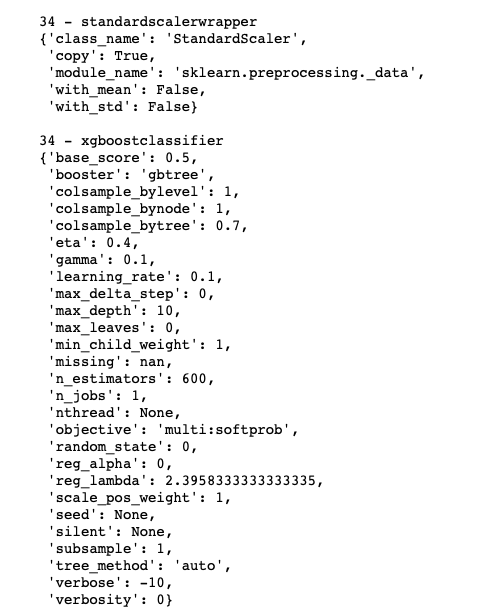 34 - standardscalerwrapper
{'class_name': 'StandardScaler',
'copy': True,
'module_name': 'sklearn.preprocessing._data',
'with_mean': False,
'with_std': False}
34 - xgboostclassifier
{'base_score': 0.5,
'booster': 'gbtree',
'colsample_bylevel': 1,
'colsample_bynode': 1,
'colsample_bytree': 0.7,
'eta': 0.4,
'gamma': 0.1,
'learning_rate': 0.1,
'max_delta_step': 0,
'max_depth': 10,
'max_leaves': 0,
'min_child_weight': 1,
'missing': nan,
'n_estimators': 600,
'n_jobs': 1,
'nthread': None,
'objective': 'multi:softprob',
'random_state': 0,
'reg_alpha': 0,
'reg_lambda': 2.3958333333333335,
'scale_pos_weight': 1,
'seed': None,
'silent': None,
'subsample': 1,
'tree_method': 'auto',
'verbose': -10,
'verbosity': 0}